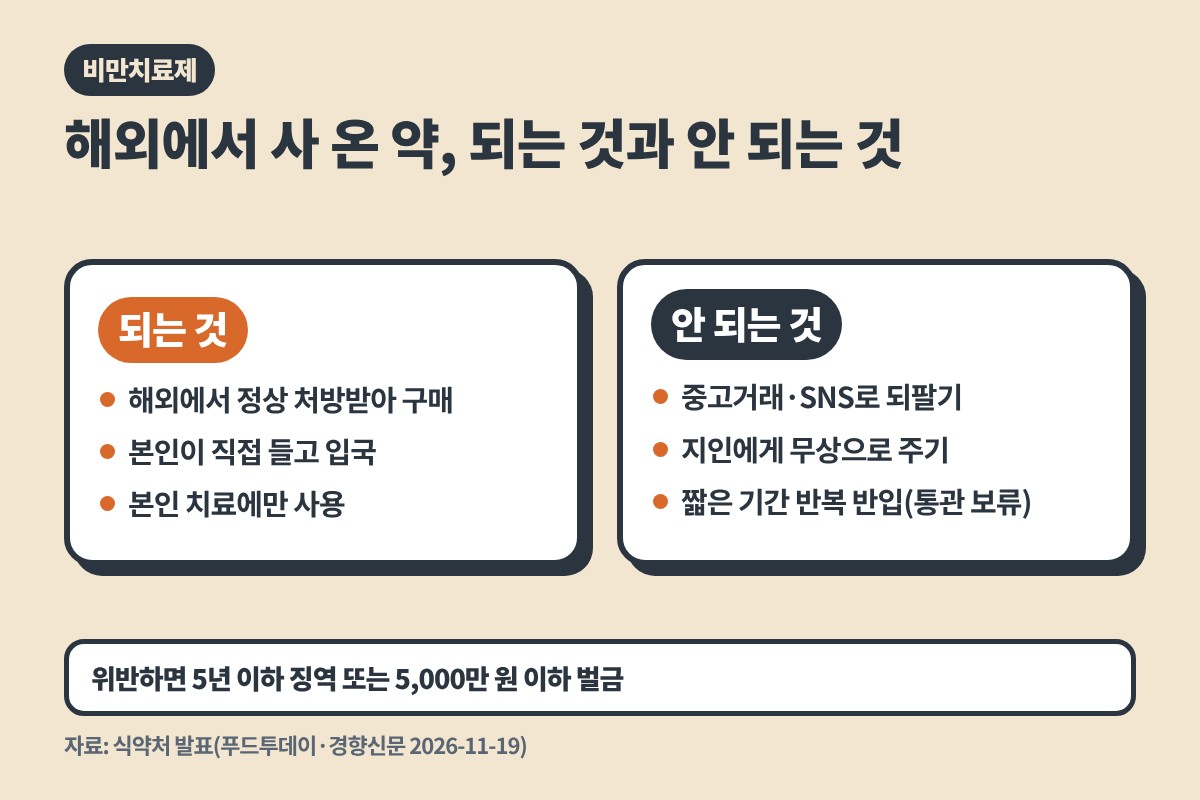 비만치료제
해외에서 사 온 약, 되는 것과 안 되는 것
되는 것
해외에서 정상 처방받아 구매
본인이 직접 들고 입국
본인 치료에만 사용
안 되는 것
중고거래·SNS로 되팔기
지인에게 무상으로 주기
짧은 기간 반복 반입(통관 보류)
위반하면 5년 이하 징역 또는 5,000만 원 이하 벌금
자료: 식약처 발표(푸드투데이·경향신문 2026-11-19)